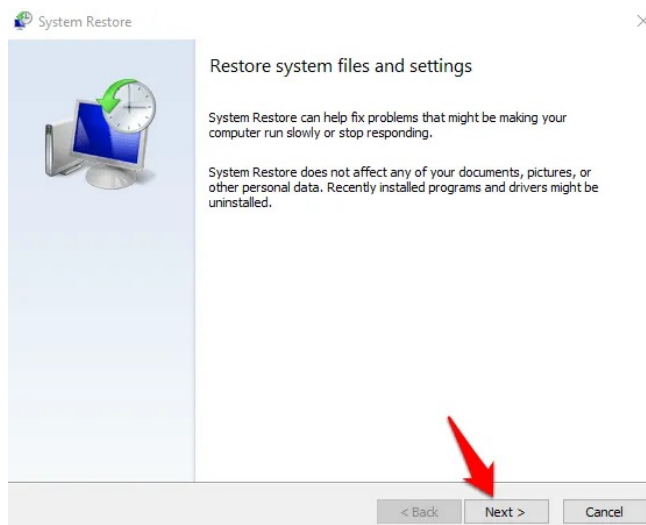 System Restore
Restore system files and settings
System Restore can help fix problems that might be making your
computer run slowly or stop responding.
System Restore does not affect any of your documents, pictures, or
other personal data. Recently installed programs and drivers might be
uninstalled.
< Back Next > Cancel